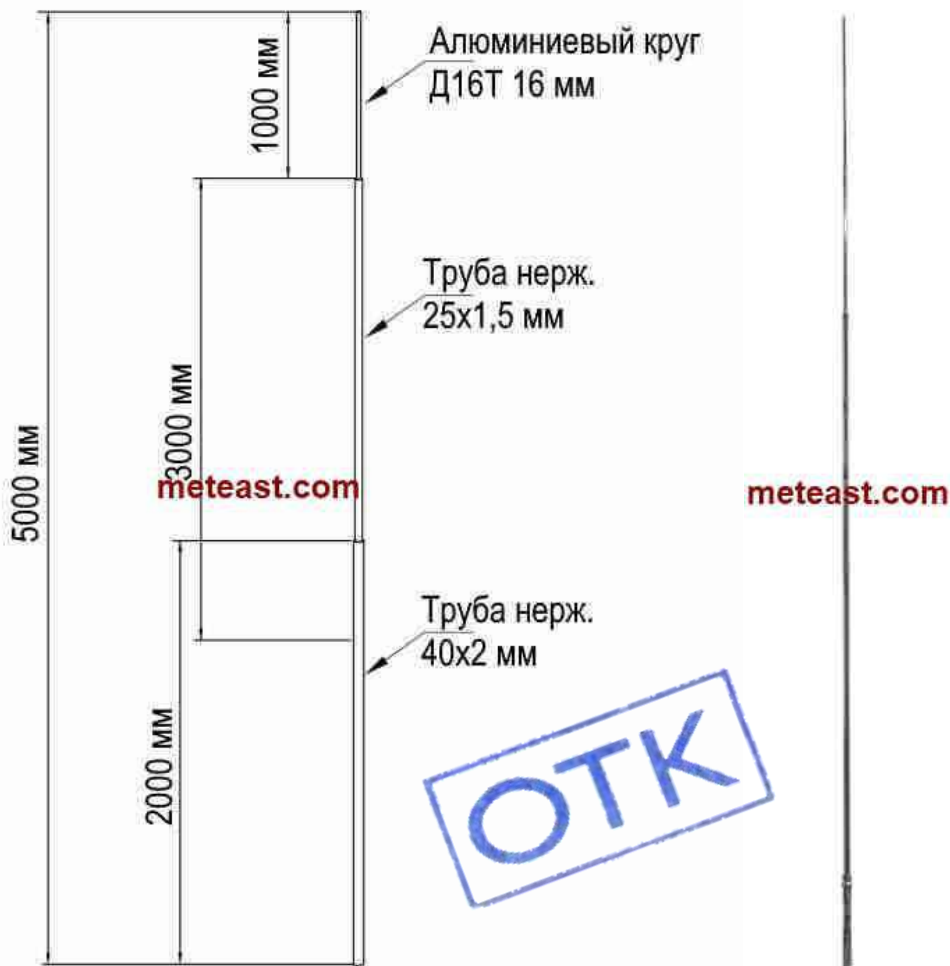 Алюминиевый круг
Д16Т 16 мм
1000 мм
Труба нерж.
25х1,5 мм
3000 мм
5000 мм
meteast.com
meteast.com
Труба нерж.
40х2 мм
2000 мм
ОТК